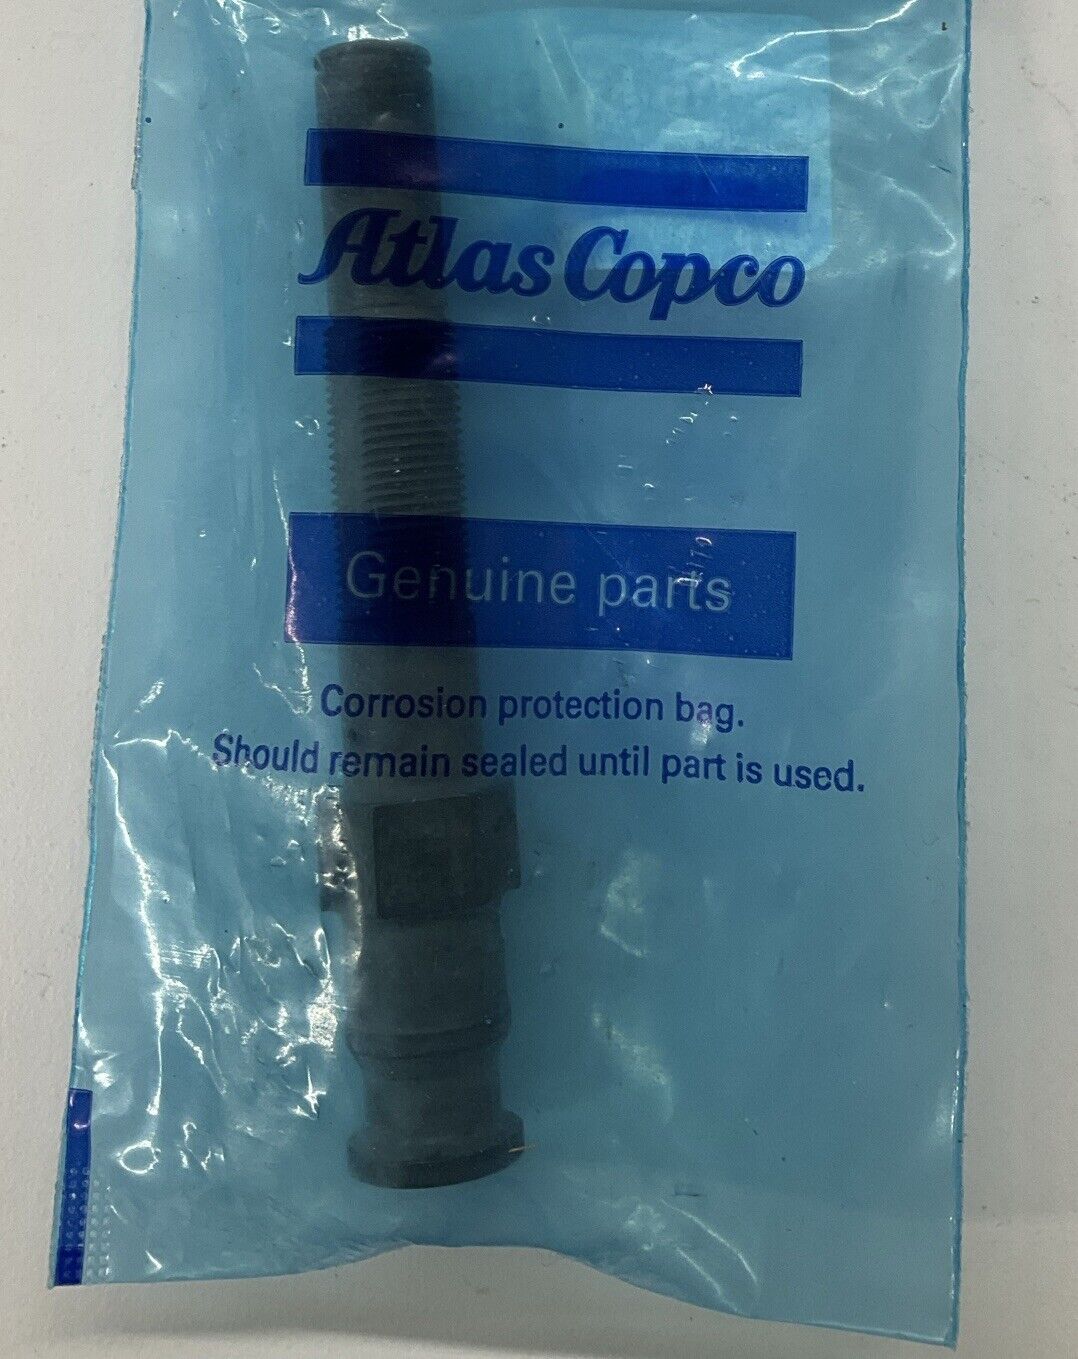 Atlas Copco
Genuine parts
Corrosion protection bag.
Should remain sealed until part is used.